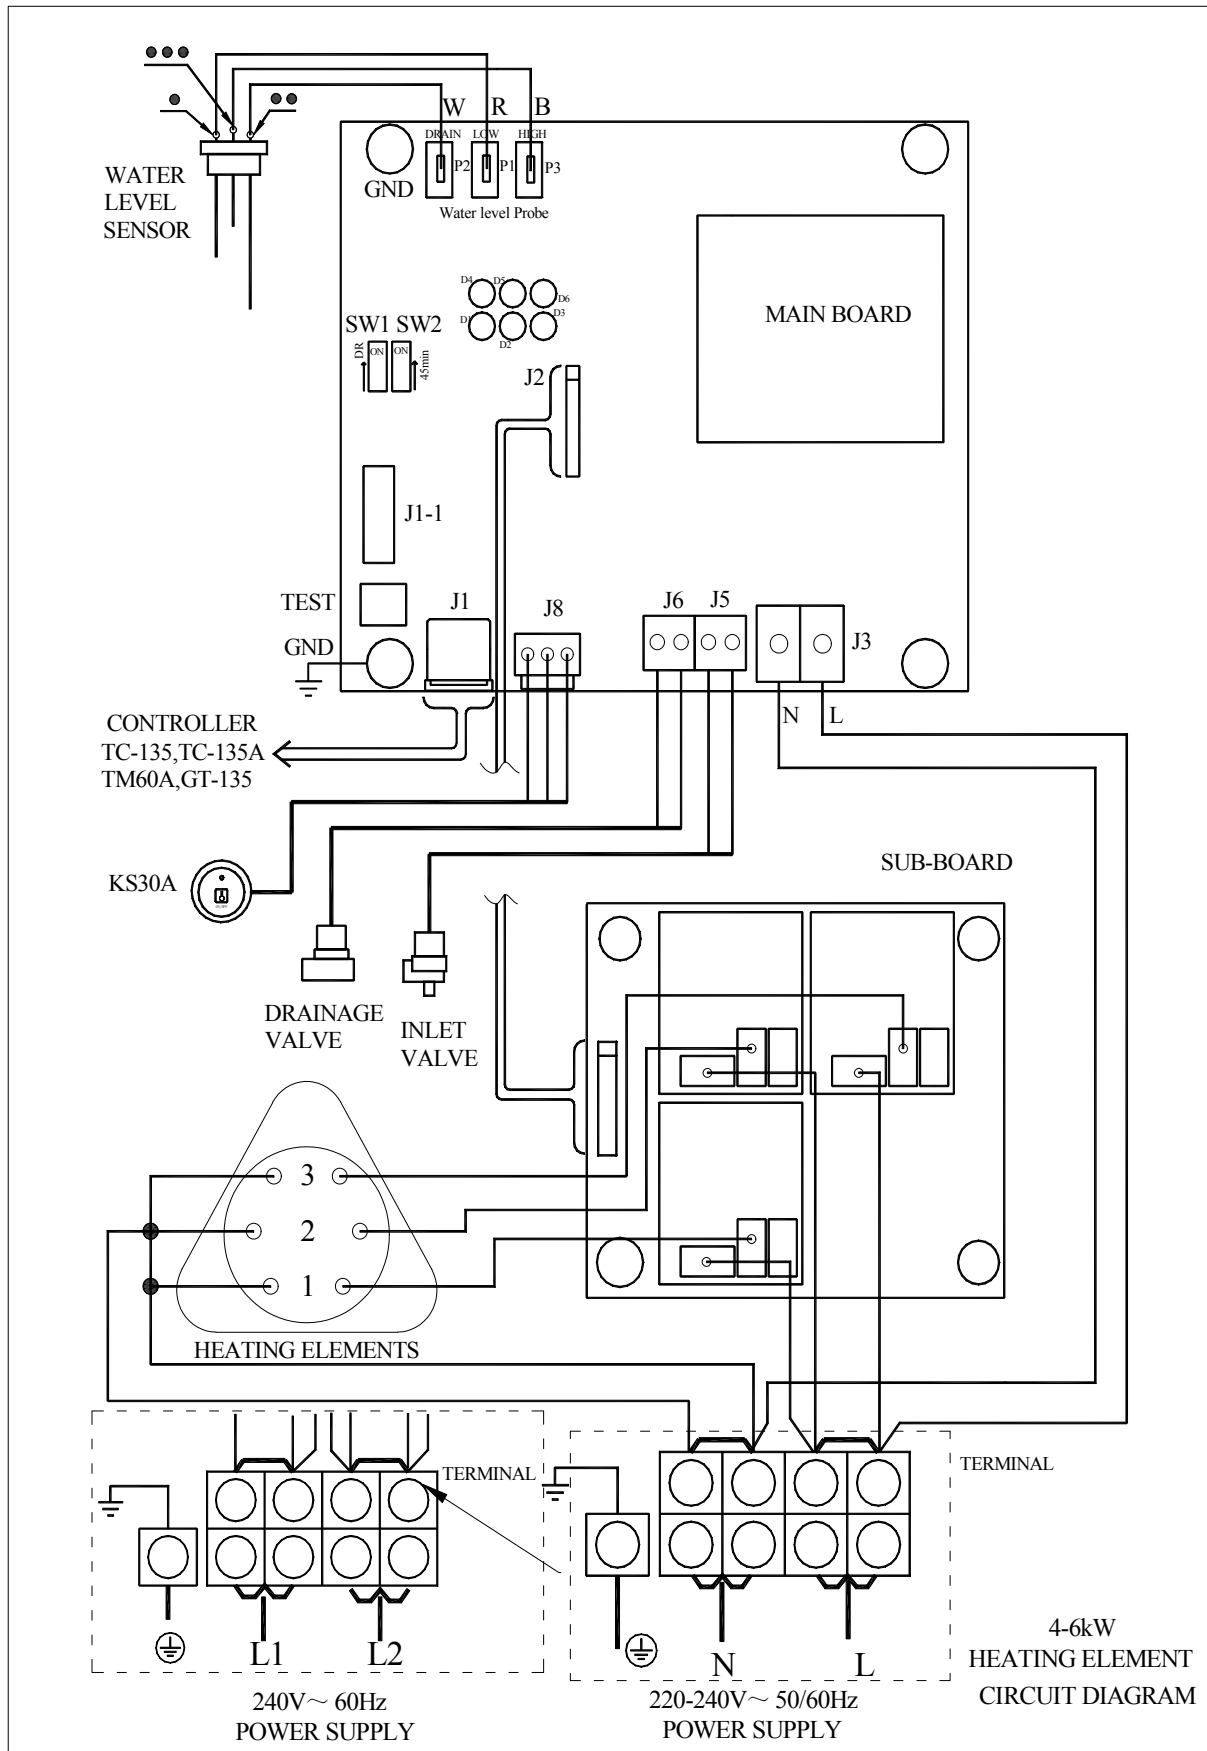 W R B
DRAIN LOW HIGH
P2 P1 P3
Water level Probe
GND
WATER
LEVEL
SENSOR
D4 D5 D6
D1 D2 D3
MAIN BOARD
SW1 SW2
DR ON ON 45min
J2
J1-1
TEST
J1 J8 J6 J5 J3
GND
N L
CONTROLLER
TC-135,TC-135A
TM60A,GT-135
KS30A
SUB-BOARD
DRAINAGE
VALVE
INLET
VALVE
3
2
1
HEATING ELEMENTS
TERMINAL
TERMINAL
L1 L2
N L
240V～ 60Hz
POWER SUPPLY
220-240V～ 50/60Hz
POWER SUPPLY
4-6kW
HEATING ELEMENT
CIRCUIT DIAGRAM